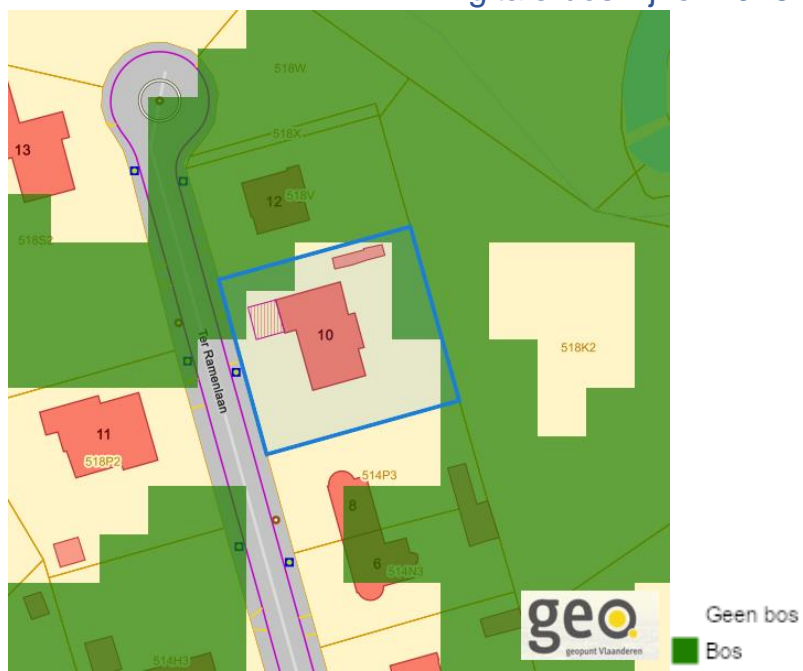 518W
13
518X
12
518V
518S2
10
Ter Ramenlaan
518K2
11
518P2
514P3
8
6
514N3
514H3
geo
geopunt Vlaanderen
Geen bos
Bos